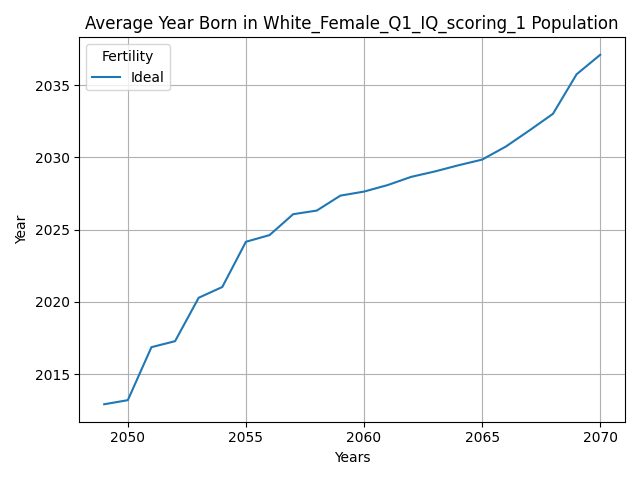 Average Year Born in White_Female_Q1_IQ_scoring_1 Population
Fertility
Ideal
Year
2035
2030
2025
2020
2015
2050 2055 2060 2065 2070
Years